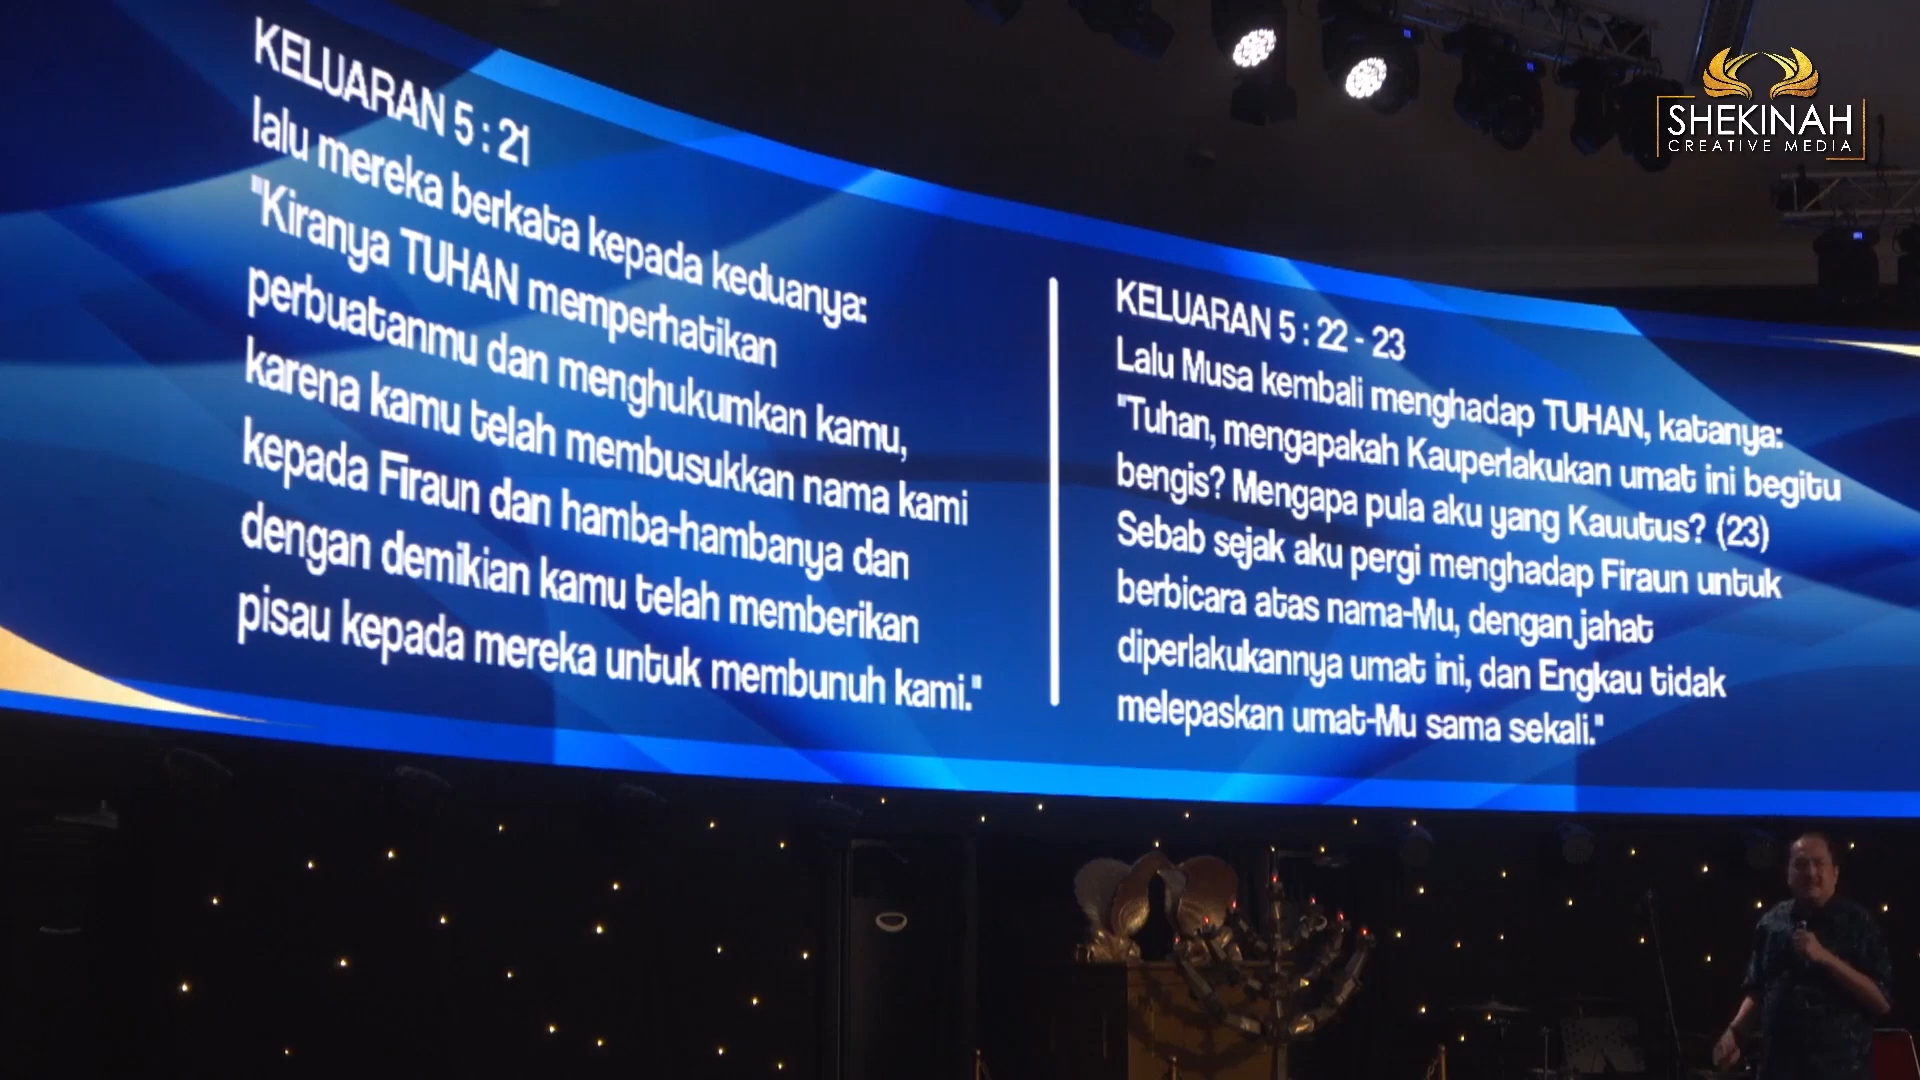 KELUARAN 5 : 21
lalu mereka berkata kepada keduanya:
"Kiranya TUHAN memperhatikan
perbuatanmu dan menghukumkan kamu,
karena kamu telah membusukkan nama kami
kepada Firaun dan hamba-hambanya dan
dengan demikian kamu telah memberikan
pisau kepada mereka untuk membunuh kami."
KELUARAN 5 : 22 - 23
Lalu Musa kembali menghadap TUHAN, katanya:
"Tuhan, mengapakah Kauperlakukan umat ini begitu
bengis? Mengapa pula aku yang Kauutus? (23)
Sebab sejak aku pergi menghadap Firaun untuk
berbicara atas nama-Mu, dengan jahat
diperlakukannya umat ini, dan Engkau tidak
melepaskan umat-Mu sama sekali."
SHEKINAH
CREATIVE MEDIA